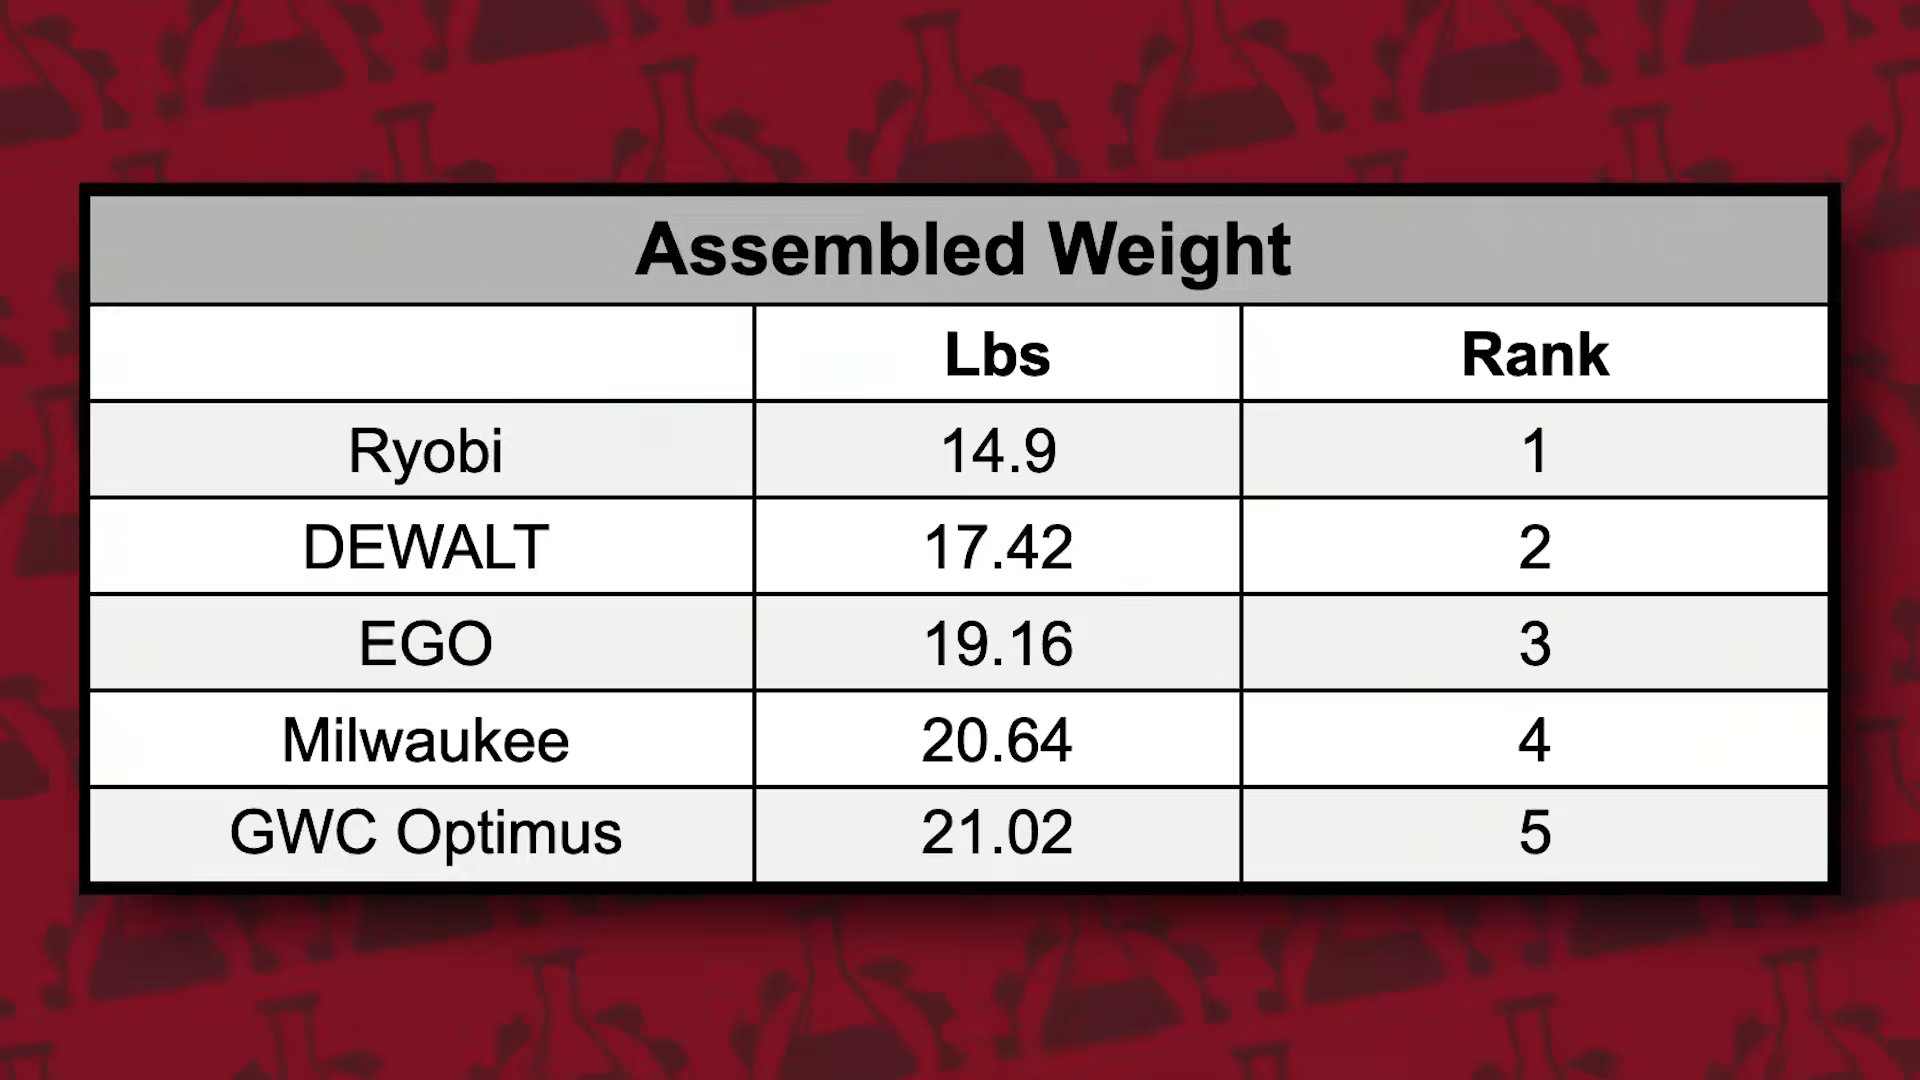 Assembled Weight
Lbs Rank
Ryobi 14.9 1
DEWALT 17.42 2
EGO 19.16 3
Milwaukee 20.64 4
GWC Optimus 21.02 5